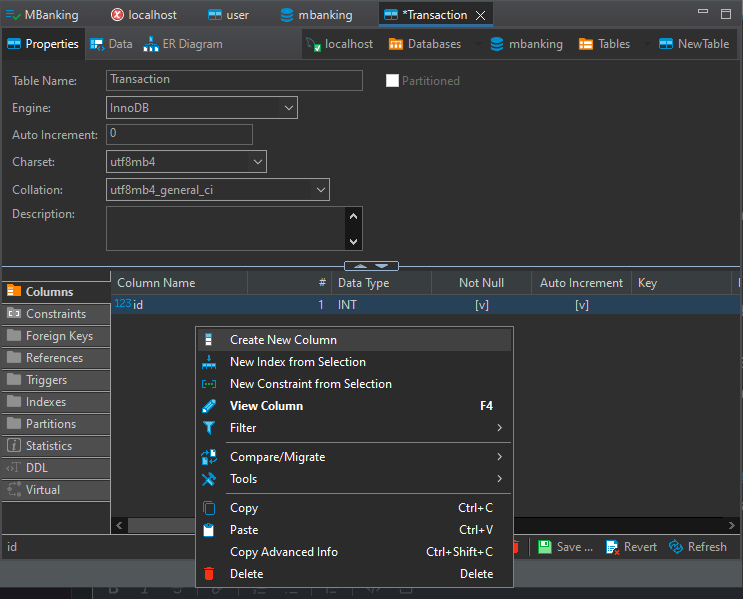 MBanking localhost user mbanking *Transaction
Properties Data ER Diagram localhost Databases mbanking Tables NewTable
Table Name: Transaction Partitioned
Engine: InnoDB
Auto Increment: 0
Charset: utf8mb4
Collation: utf8mb4_general_ci
Description:
Columns Column Name # Data Type Not Null Auto Increment Key
123 id 1 INT [v] [v]
Constraints
Foreign Keys
References
Triggers
Indexes
Partitions
Statistics
DDL
Virtual
Create New Column
New Index from Selection
New Constraint from Selection
View Column F4
Filter
Compare/Migrate
Tools
Copy Ctrl+C
Paste Ctrl+V
Copy Advanced Info Ctrl+Shift+C
Delete Delete
id Save ... Revert Refresh